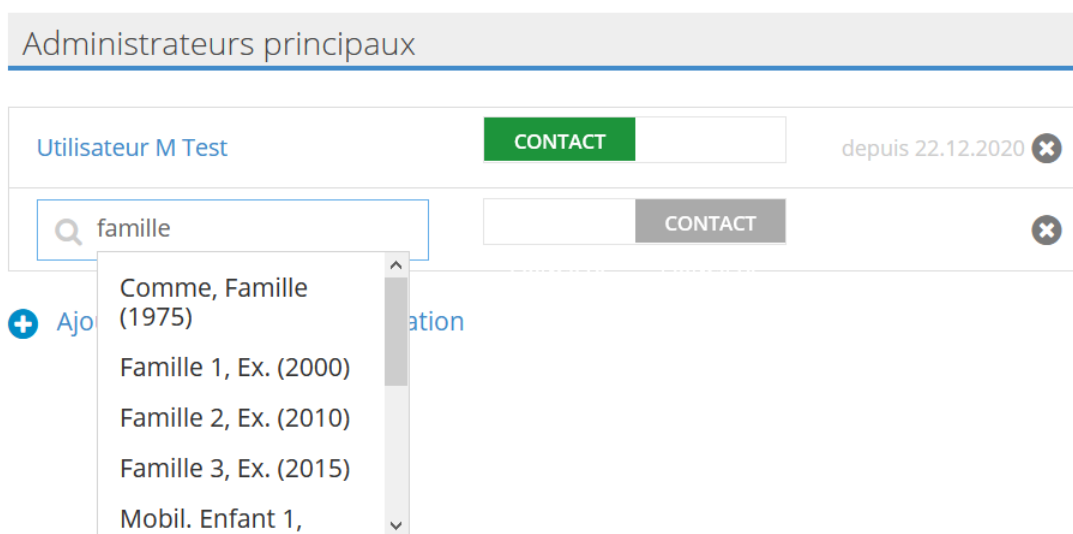 Administrateurs principaux
Utilisateur M Test CONTACT depuis 22.12.2020
famille CONTACT
Comme, Famille
(1975)
Ajo ation
Famille 1, Ex. (2000)
Famille 2, Ex. (2010)
Famille 3, Ex. (2015)
Mobil. Enfant 1,